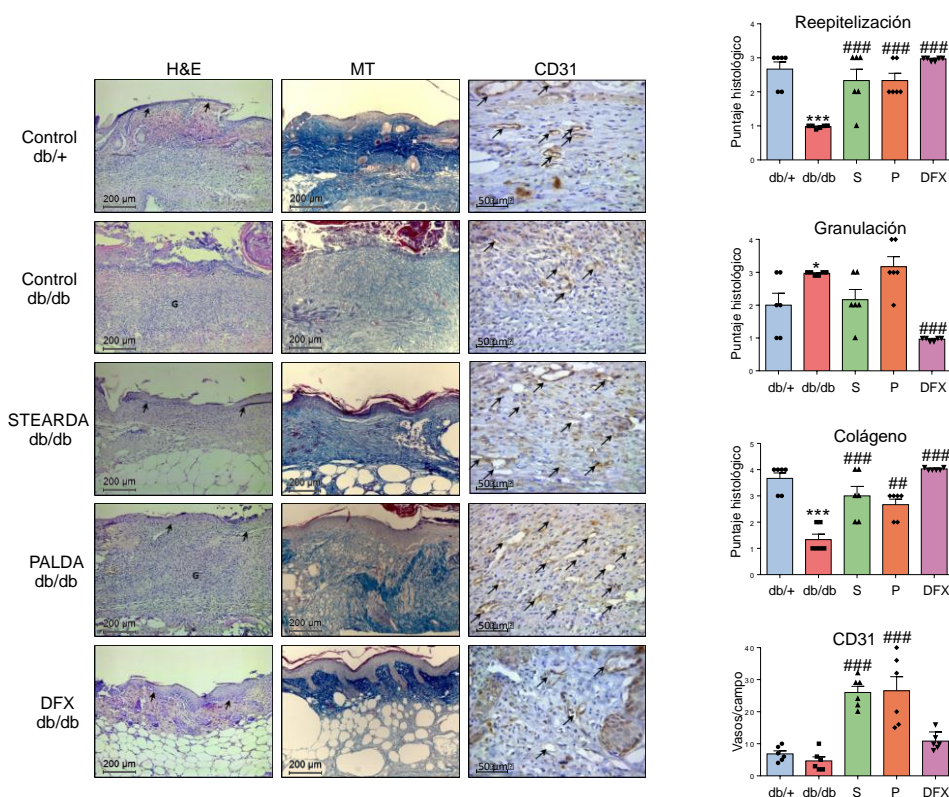 H&E
MT
CD31
Control
db/+
200 µm
200 µm
50 µm
Control
db/db
G
200 µm
200 µm
50 µm
STEARDA
db/db
200 µm
200 µm
50 µm
PALDA
db/db
G
200 µm
200 µm
50 µm
DFX
db/db
200 µm
200 µm
50 µm
Reepitelización
Puntaje histológico
4
3
2
1
0
***
###
###
###
db/+
db/db
S
P
DFX
Granulación
Puntaje histológico
4
3
2
1
0
*
###
db/+
db/db
S
P
DFX
Colágeno
Puntaje histológico
5
4
3
2
1
0
***
###
##
###
db/+
db/db
S
P
DFX
CD31
Vasos/campo
40
30
20
10
0
###
###
db/+
db/db
S
P
DFX